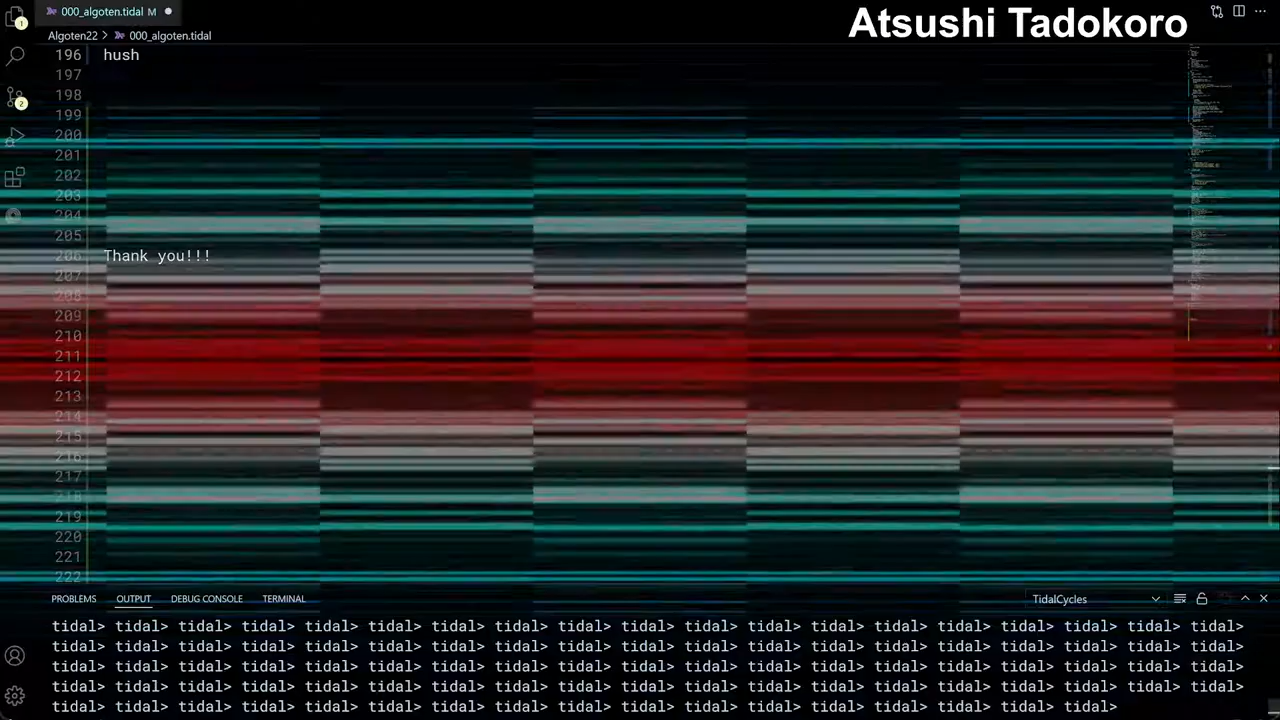 000_algoten.tidal M
Atsushi Tadokoro
Algoten22 > 000_algoten.tidal
1
196 hush
197
198
2
199
200
201
202
203
204
205
206 Thank you!!!
207
208
209
210
211
212
213
214
215
216
217
218
219
220
221
222
PROBLEMS OUTPUT DEBUG CONSOLE TERMINAL TidalCycles
tidal> tidal> tidal> tidal> tidal> tidal> tidal> tidal> tidal> tidal> tidal> tidal> tidal> tidal> tidal> tidal> tidal> tidal> tidal>
tidal> tidal> tidal> tidal> tidal> tidal> tidal> tidal> tidal> tidal> tidal> tidal> tidal> tidal> tidal> tidal> tidal> tidal> tidal>
tidal> tidal> tidal> tidal> tidal> tidal> tidal> tidal> tidal> tidal> tidal> tidal> tidal> tidal> tidal> tidal> tidal> tidal> tidal>
tidal> tidal> tidal> tidal> tidal> tidal> tidal> tidal> tidal> tidal> tidal> tidal> tidal> tidal> tidal> tidal> tidal> tidal> tidal>
tidal> tidal> tidal> tidal> tidal> tidal> tidal> tidal> tidal> tidal> tidal> tidal> tidal> tidal> tidal> tidal> tidal>